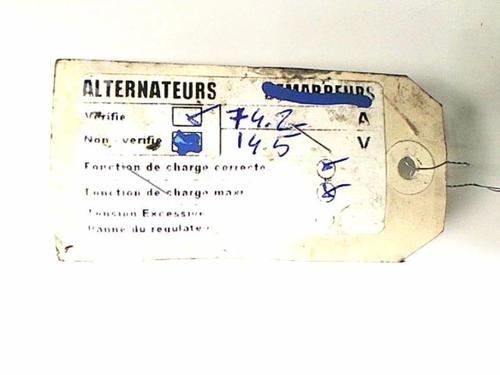 ALTERNATEURS DEMARREURS
Vérifié 74.2 A
Non vérifié 14.5 V
Fonction de charge correcte
Fonction de charge maxi
Tension Excessive
Panne du regulate